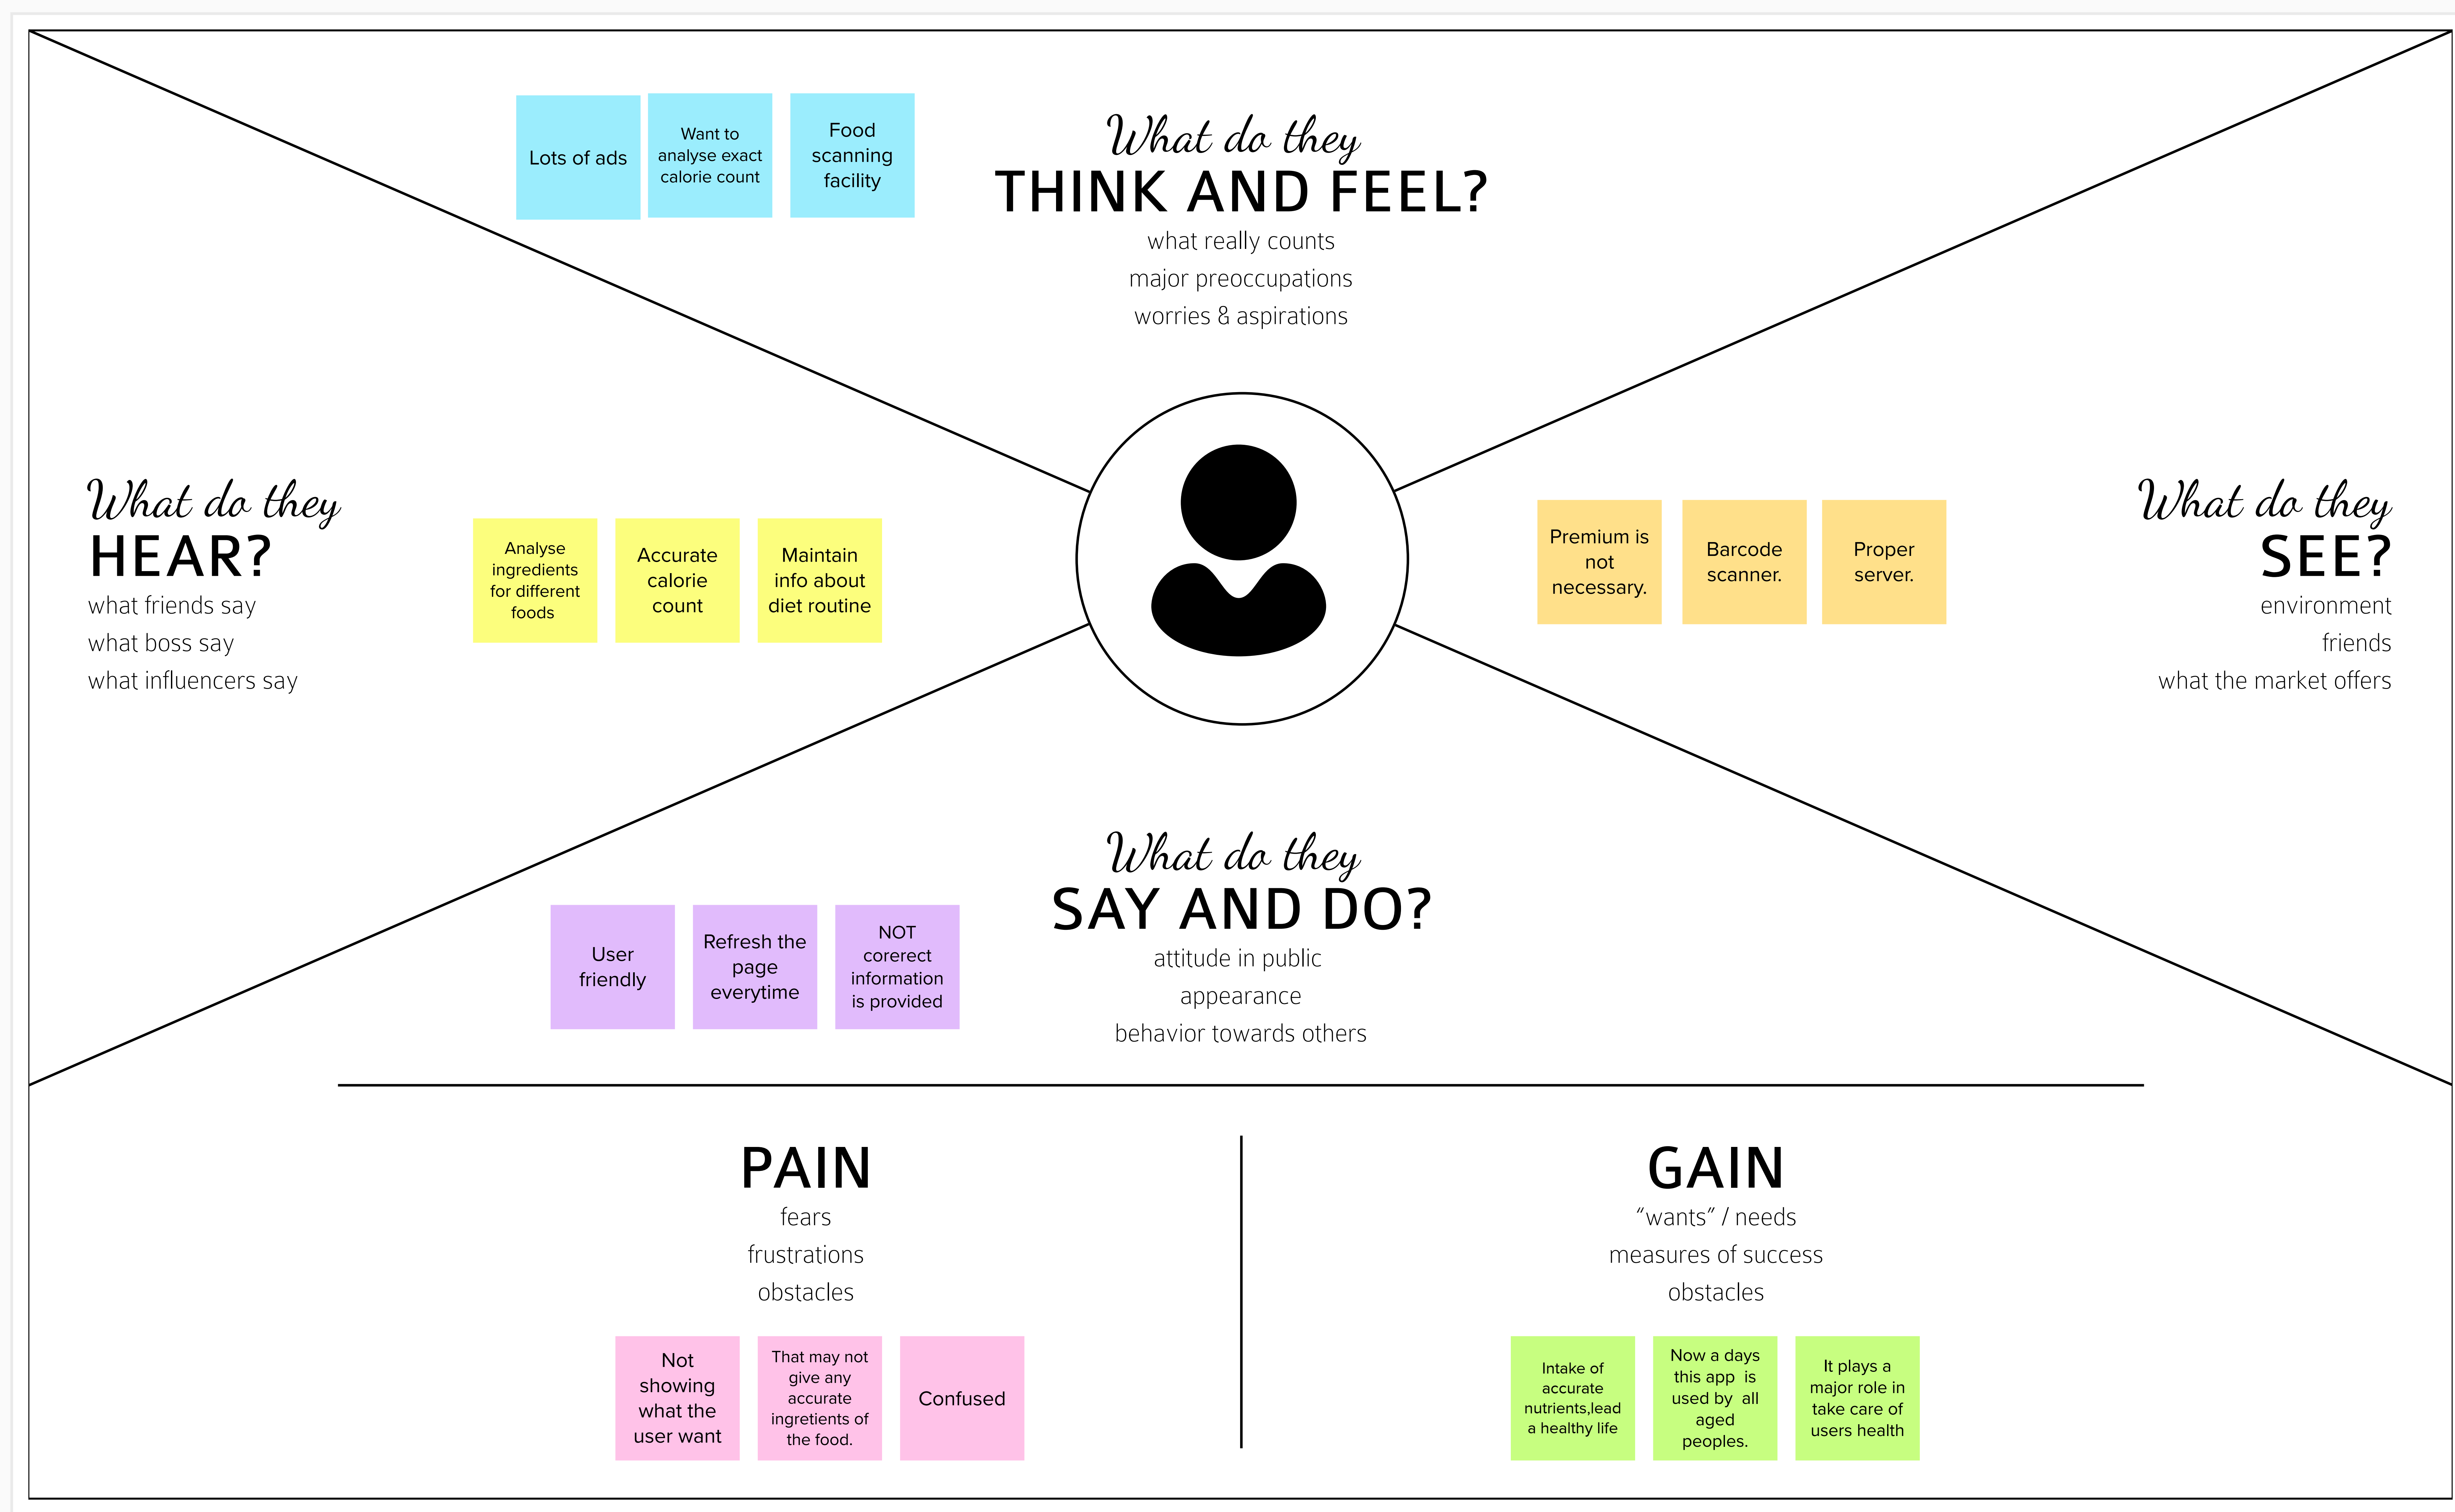 Lots of ads
Want to
analyse exact
calorie count
Food
scanning
facility
What do they
THINK AND FEEL?
what really counts
major preoccupations
worries & aspirations
What do they
HEAR?
what friends say
what boss say
what influencers say
Analyse
ingredients
for different
foods
Accurate
calorie
count
Maintain
info about
diet routine
Premium is
not
necessary.
Barcode
scanner.
Proper
server.
What do they
SEE?
environment
friends
what the market offers
What do they
SAY AND DO?
attitude in public
appearance
behavior towards others
User
friendly
Refresh the
page
everytime
NOT
corerect
information
is provided
PAIN
fears
frustrations
obstacles
Not
showing
what the
user want
That may not
give any
accurate
ingretients of
the food.
Confused
GAIN
“wants” / needs
measures of success
obstacles
Intake of
accurate
nutrients,lead
a healthy life
Now a days
this app is
used by all
aged
peoples.
It plays a
major role in
take care of
users health